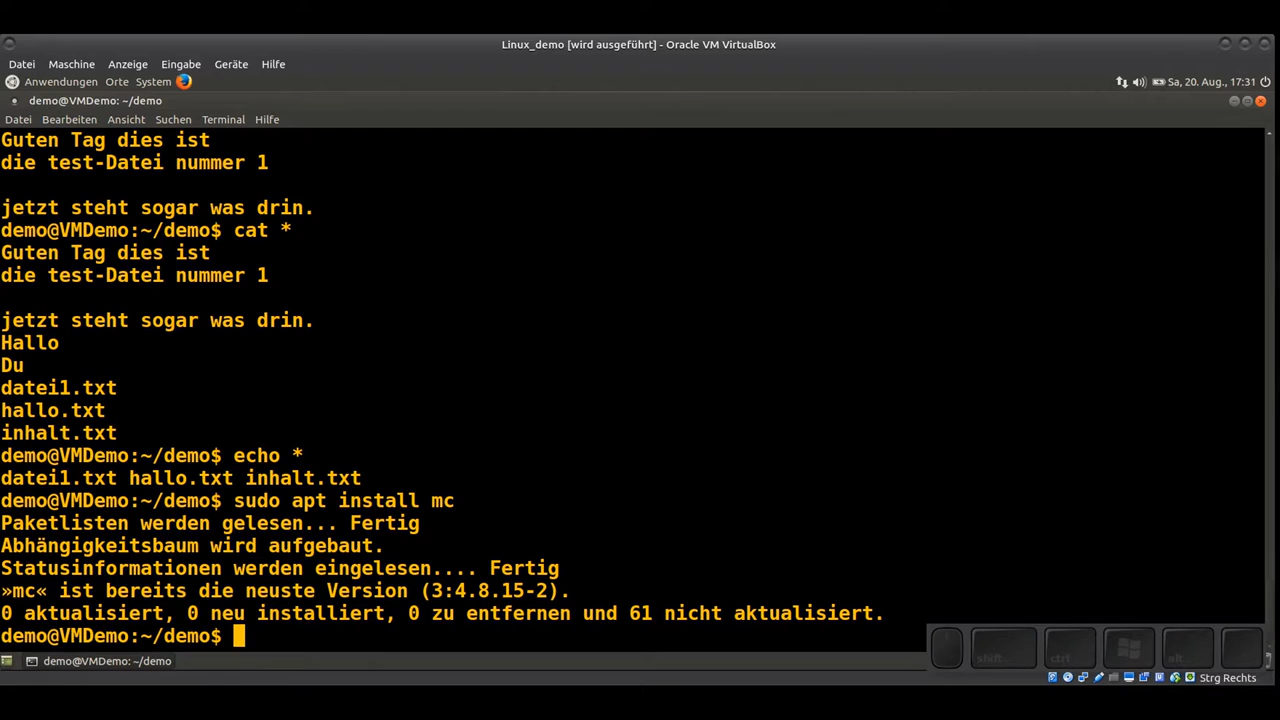 Linux_demo [wird ausgeführt] - Oracle VM VirtualBox
Datei Maschine Anzeige Eingabe Geräte Hilfe
Anwendungen Orte System Sa, 20. Aug., 17:31
demo@VMDemo: ~/demo
Datei Bearbeiten Ansicht Suchen Terminal Hilfe
Guten Tag dies ist
die test-Datei nummer 1
jetzt steht sogar was drin.
demo@VMDemo:~/demo$ cat *
Guten Tag dies ist
die test-Datei nummer 1
jetzt steht sogar was drin.
Hallo
Du
datei1.txt
hallo.txt
inhalt.txt
demo@VMDemo:~/demo$ echo *
datei1.txt hallo.txt inhalt.txt
demo@VMDemo:~/demo$ sudo apt install mc
Paketlisten werden gelesen... Fertig
Abhängigkeitsbaum wird aufgebaut.
Statusinformationen werden eingelesen.... Fertig
»mc« ist bereits die neuste Version (3:4.8.15-2).
0 aktualisiert, 0 neu installiert, 0 zu entfernen und 61 nicht aktualisiert.
demo@VMDemo:~/demo$
shift ctrl alt
demo@VMDemo: ~/demo
Strg Rechts